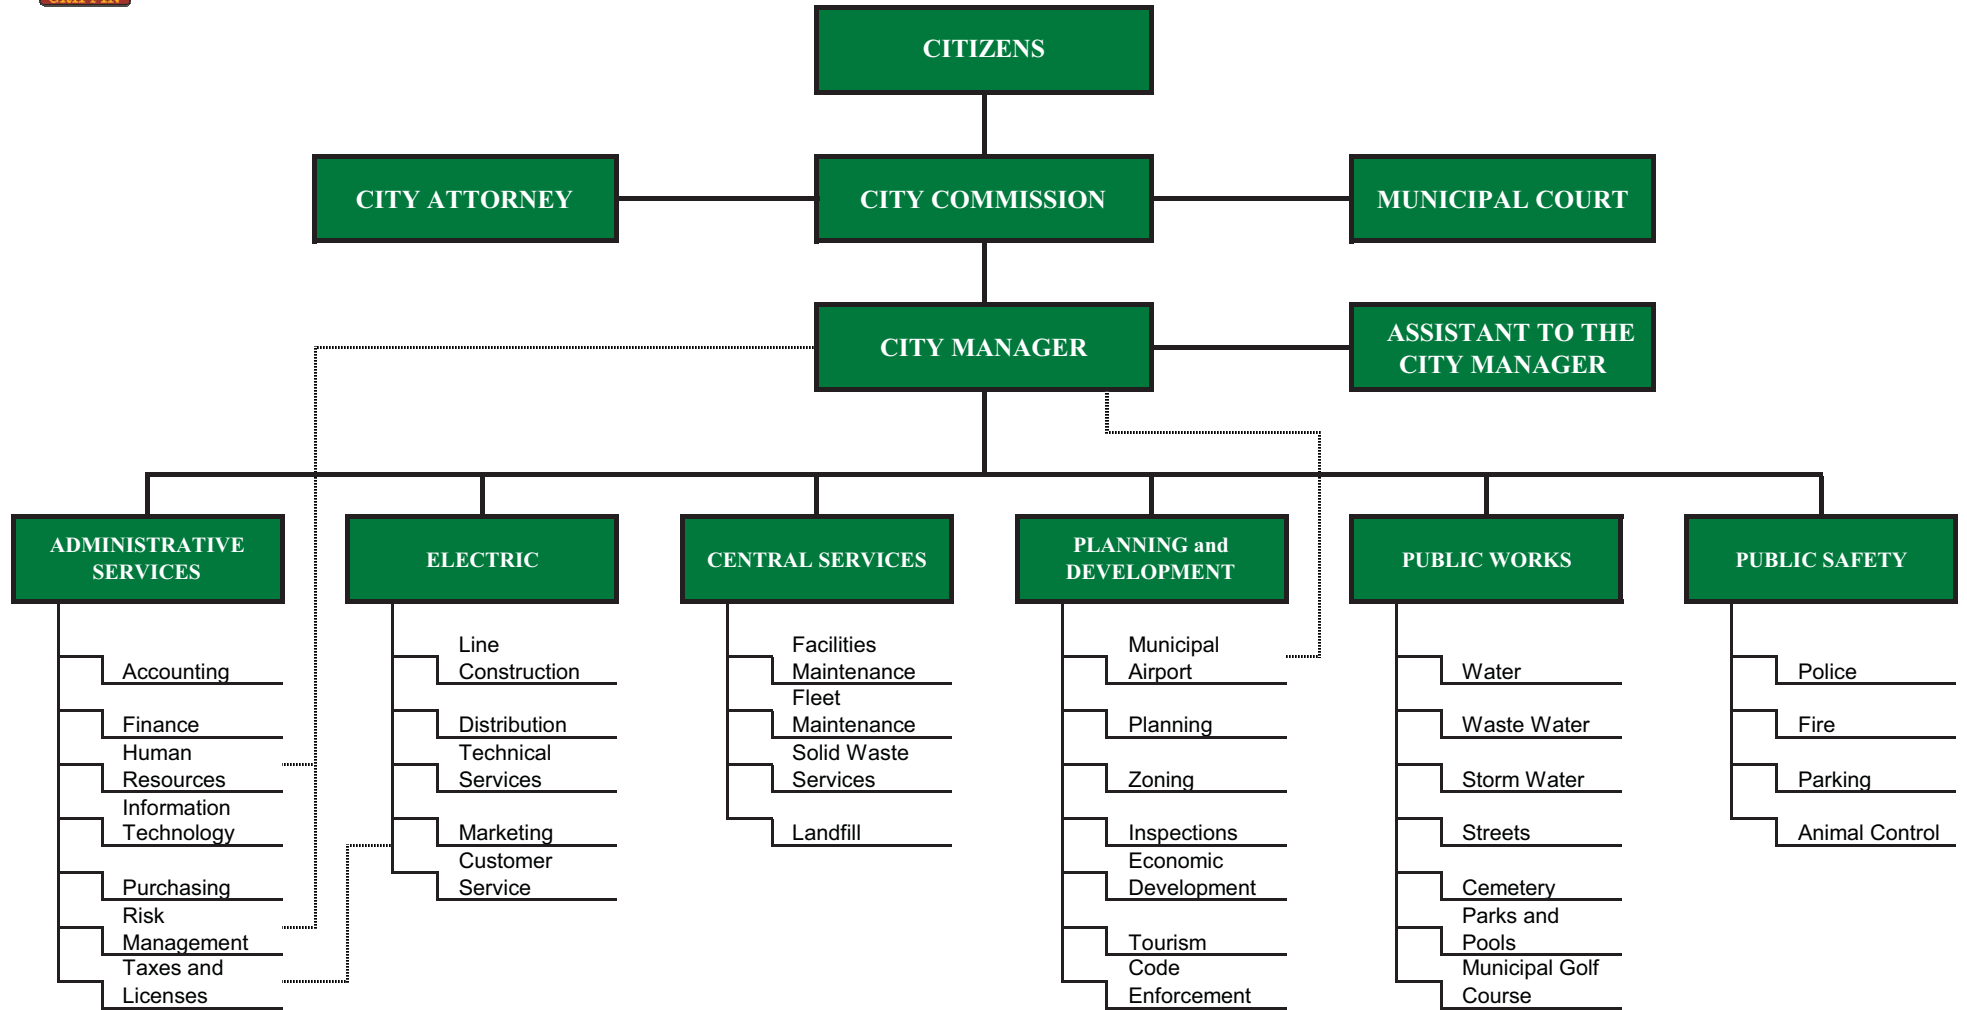 GRIFFIN
CITIZENS
CITY ATTORNEY
CITY COMMISSION
MUNICIPAL COURT
CITY MANAGER
ASSISTANT TO THE
CITY MANAGER
ADMINISTRATIVE
SERVICES
Accounting
Finance
Human
Resources
Information
Technology
Purchasing
Risk
Management
Taxes and
Licenses
ELECTRIC
Line
Construction
Distribution
Technical
Services
Marketing
Customer
Service
CENTRAL SERVICES
Facilities
Maintenance
Fleet
Maintenance
Solid Waste
Services
Landfill
PLANNING and
DEVELOPMENT
Municipal
Airport
Planning
Zoning
Inspections
Economic
Development
Tourism
Code
Enforcement
PUBLIC WORKS
Water
Waste Water
Storm Water
Streets
Cemetery
Parks and
Pools
Municipal Golf
Course
PUBLIC SAFETY
Police
Fire
Parking
Animal Control